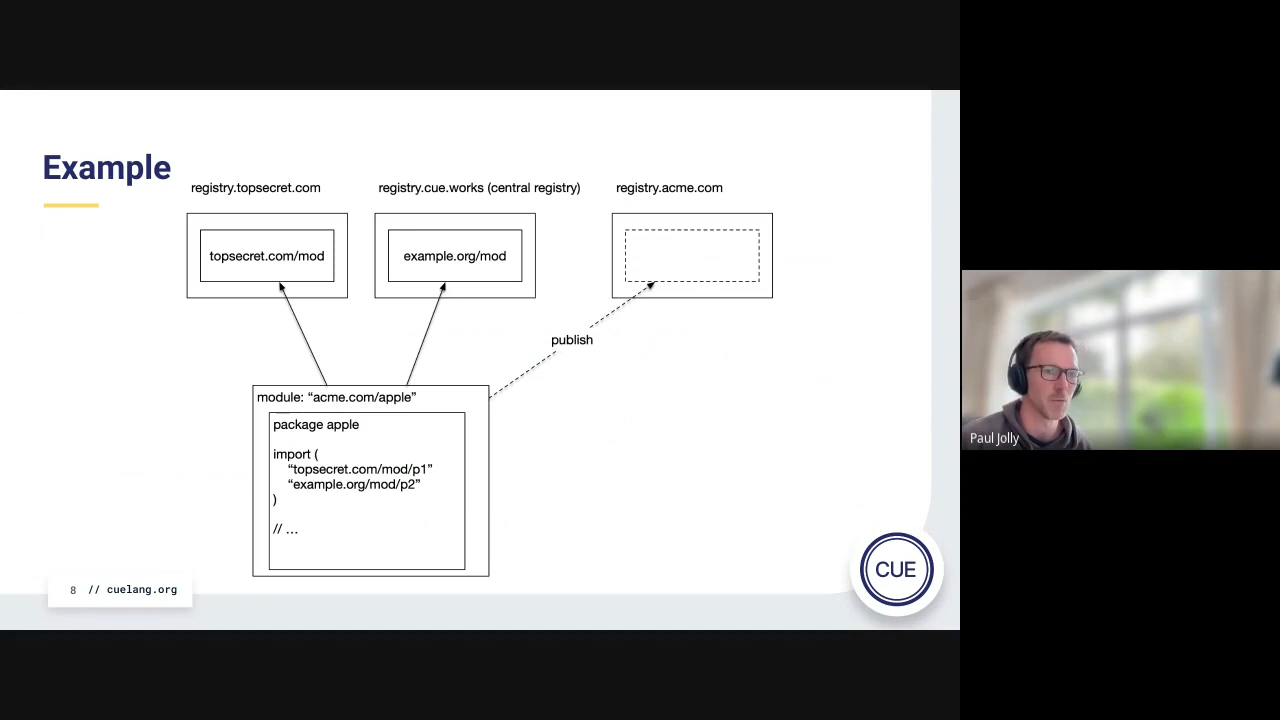 Example
registry.topsecret.com
registry.cue.works (central registry)
registry.acme.com
topsecret.com/mod
example.org/mod
publish
module: “acme.com/apple”
package apple
import (
“topsecret.com/mod/p1”
“example.org/mod/p2”
)
// …
Paul Jolly
8 // cuelang.org
CUE